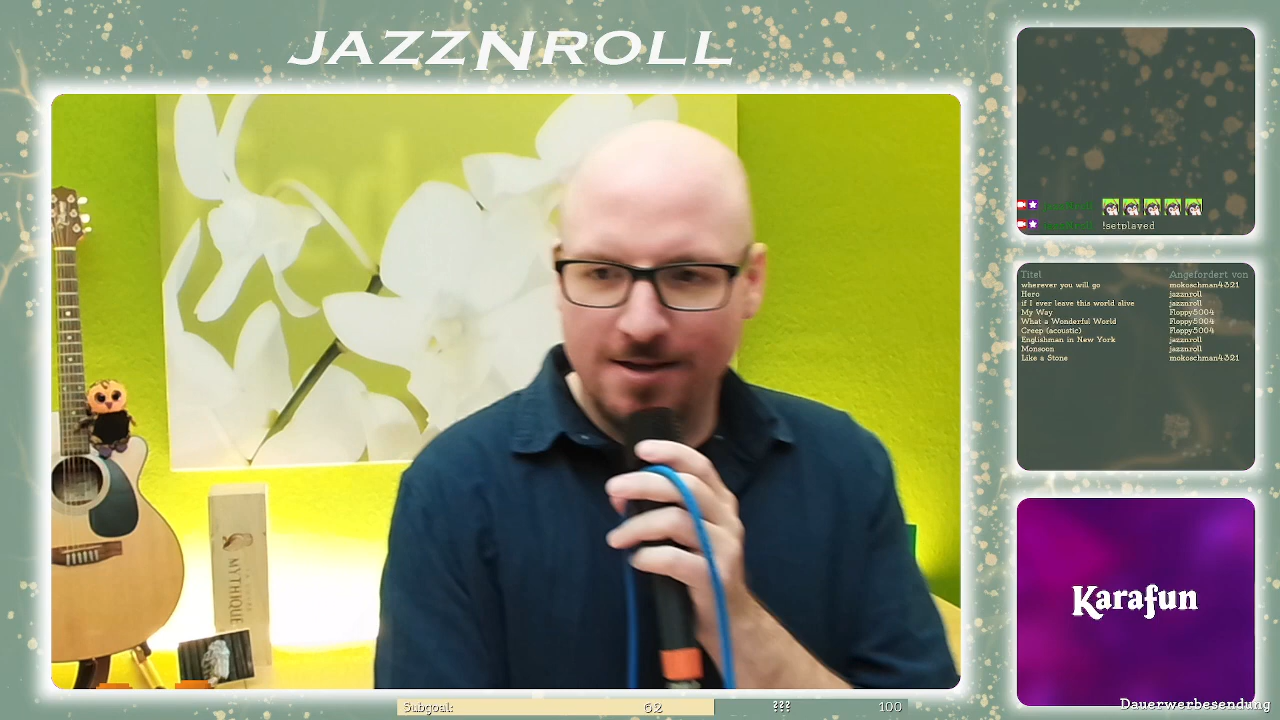 JAZZNROLL
!setplayed
Titel Angefordert von
wherever you will go mokoschman4321
Hero jazznroll
if I ever leave this world alive jazznroll
My Way Floppy5004
What a Wonderful World Floppy5004
Creep (acoustic) Floppy5004
Englishman in New York jazznroll
Monsoon jazznroll
Like a Stone mokoschman4321
MYTHIQUE
Karafun
Dauerwerbesendung
Subgoal: 62 ??? 100